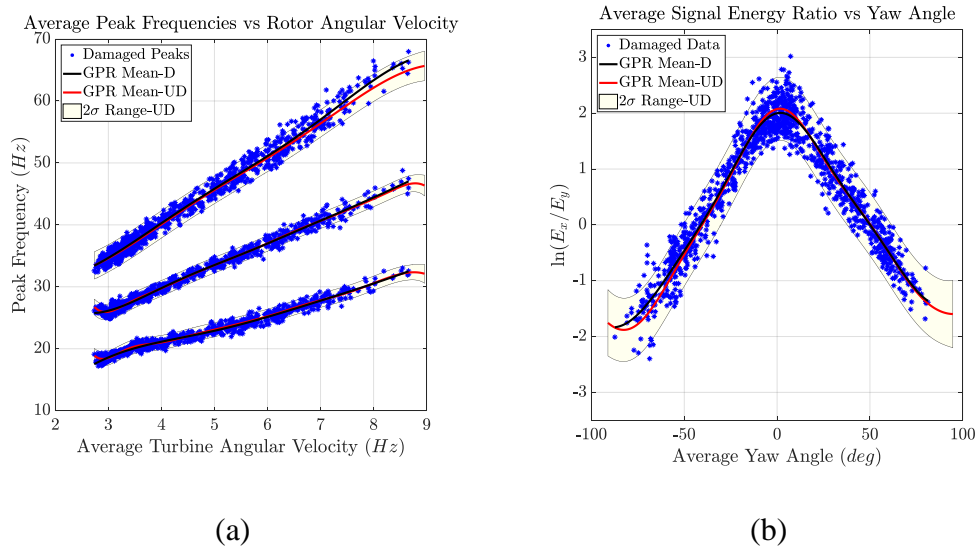 Average Peak Frequencies vs Rotor Angular Velocity
70
60
50
40
30
20
10
Peak Frequency (Hz)
Damaged Peaks
GPR Mean-D
GPR Mean-UD
2σ Range-UD
2 3 4 5 6 7 8 9
Average Turbine Angular Velocity (Hz)
(a)
Average Signal Energy Ratio vs Yaw Angle
3
2
1
0
-1
-2
-3
ln(E_x/E_y)
Damaged Data
GPR Mean-D
GPR Mean-UD
2σ Range-UD
-100 -50 0 50 100
Average Yaw Angle (deg)
(b)